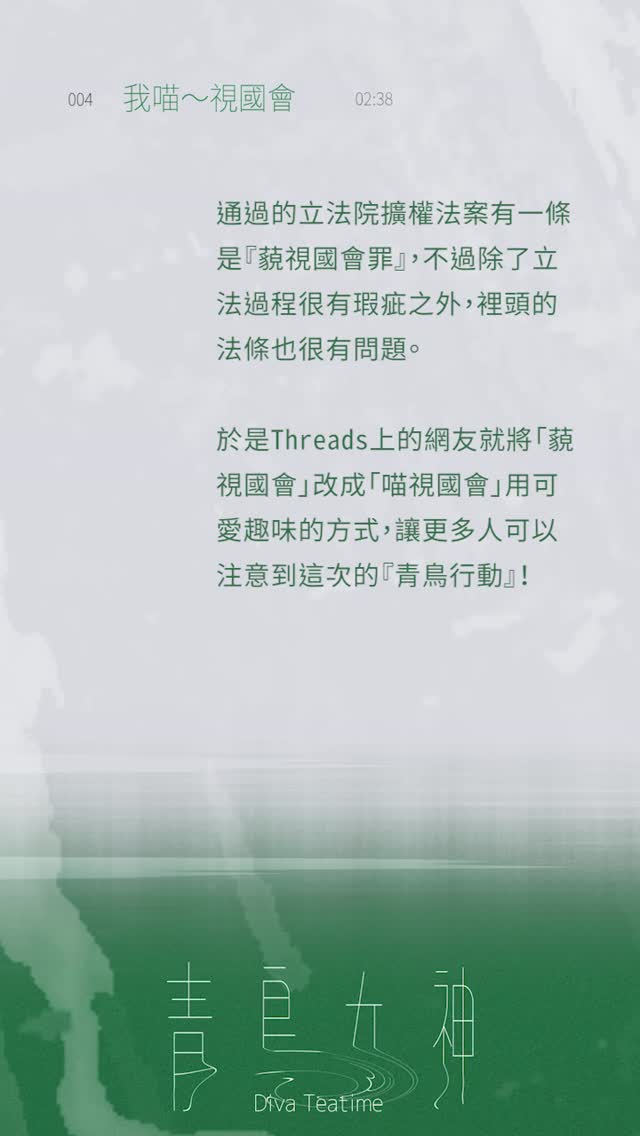 004 我喵～視國會 02:38
通過的立法院擴權法案有一條
是『藐視國會罪』，不過除了立
法過程很有瑕疵之外，裡頭的
法條也很有問題。
於是Threads上的網友就將「藐
視國會」改成「喵視國會」用可
愛趣味的方式，讓更多人可以
注意到這次的『青鳥行動』！
青鳥女神
Diva Teatime